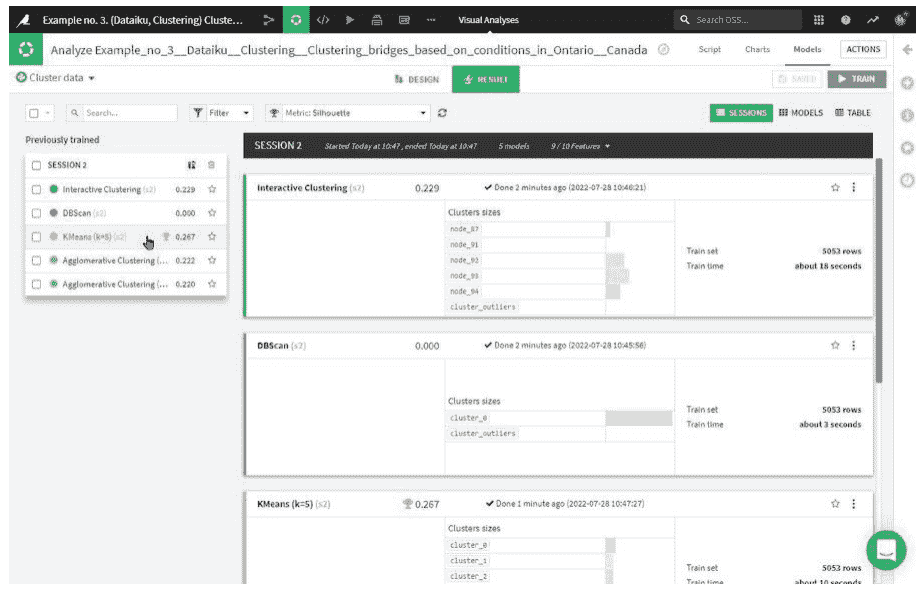 Example no. 3. (Dataiku, Clustering) Cluste...
Visual Analyses
Search DSS...
Analyze Example_no_3__Dataiku__Clustering__Clustering_bridges_based_on_conditions_in_Ontario__Canada
Script
Charts
Models
ACTIONS
Cluster data
DESIGN
RESULT
SAVED
TRAIN
Search...
Filter
Metric: Silhouette
SESSIONS
MODELS
TABLE
Previously trained
SESSION 2
Interactive Clustering (s2) 0.229
DBScan (s2) 0.000
KMeans (k=5) (s2) 0.267
Agglomerative Clustering (... 0.222
Agglomerative Clustering (... 0.220
SESSION 2 Started Today at 10:47, ended Today at 10:47 5 models 9 / 10 Features
Interactive Clustering (s2) 0.229 Done 2 minutes ago (2022-07-28 10:46:21)
Clusters sizes
node_87
node_91
node_92
node_93
node_94
cluster_outliers
Train set 5053 rows
Train time about 18 seconds
DBScan (s2) 0.000 Done 2 minutes ago (2022-07-28 10:45:56)
Clusters sizes
cluster_0
cluster_outliers
Train set 5053 rows
Train time about 3 seconds
KMeans (k=5) (s2) 0.267 Done 1 minute ago (2022-07-28 10:47:27)
Clusters sizes
cluster_0
cluster_1
cluster_2
Train set 5053 rows
Train time about 10 seconds